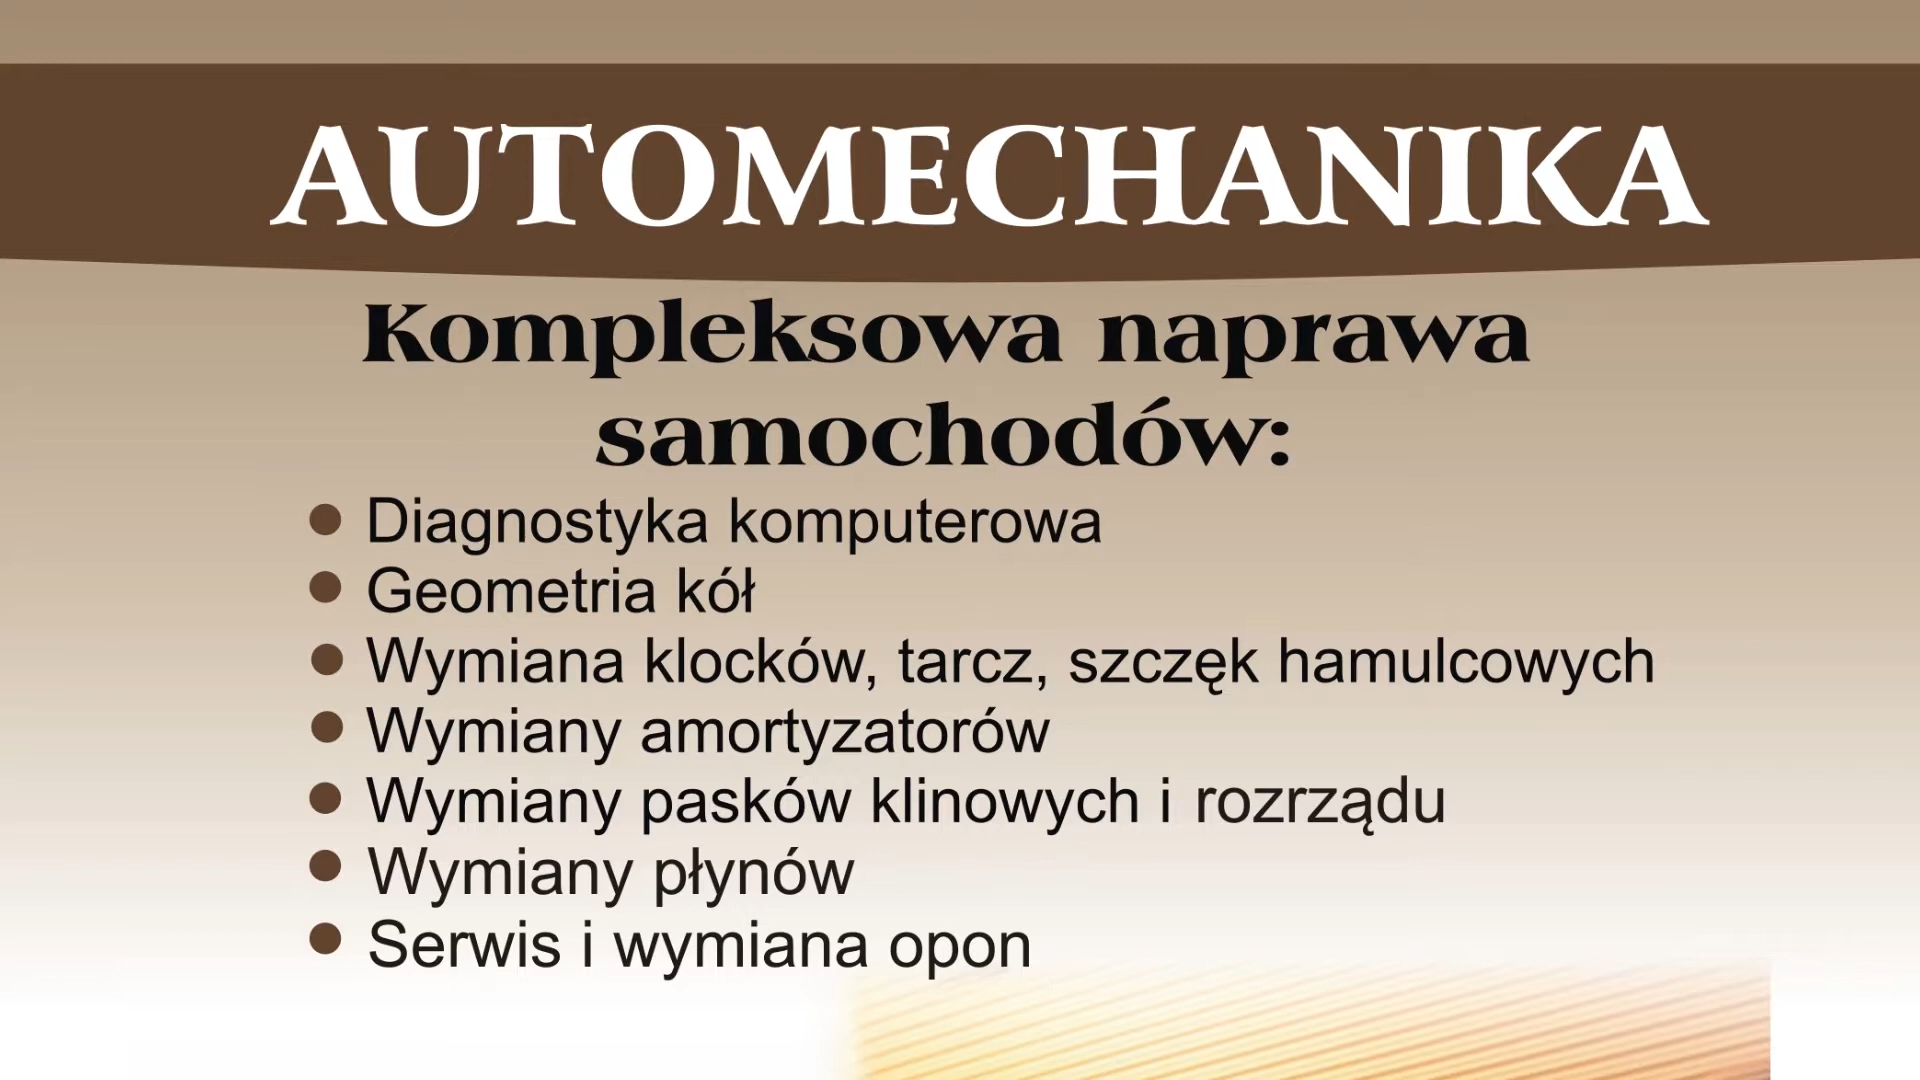 AUTOMECHANIKA
Kompleksowa naprawa
samochodów:
Diagnostyka komputerowa
Geometria kół
Wymiana klocków, tarcz, szczęk hamulcowych
Wymiany amortyzatorów
Wymiany pasków klinowych i rozrządu
Wymiany płynów
Serwis i wymiana opon